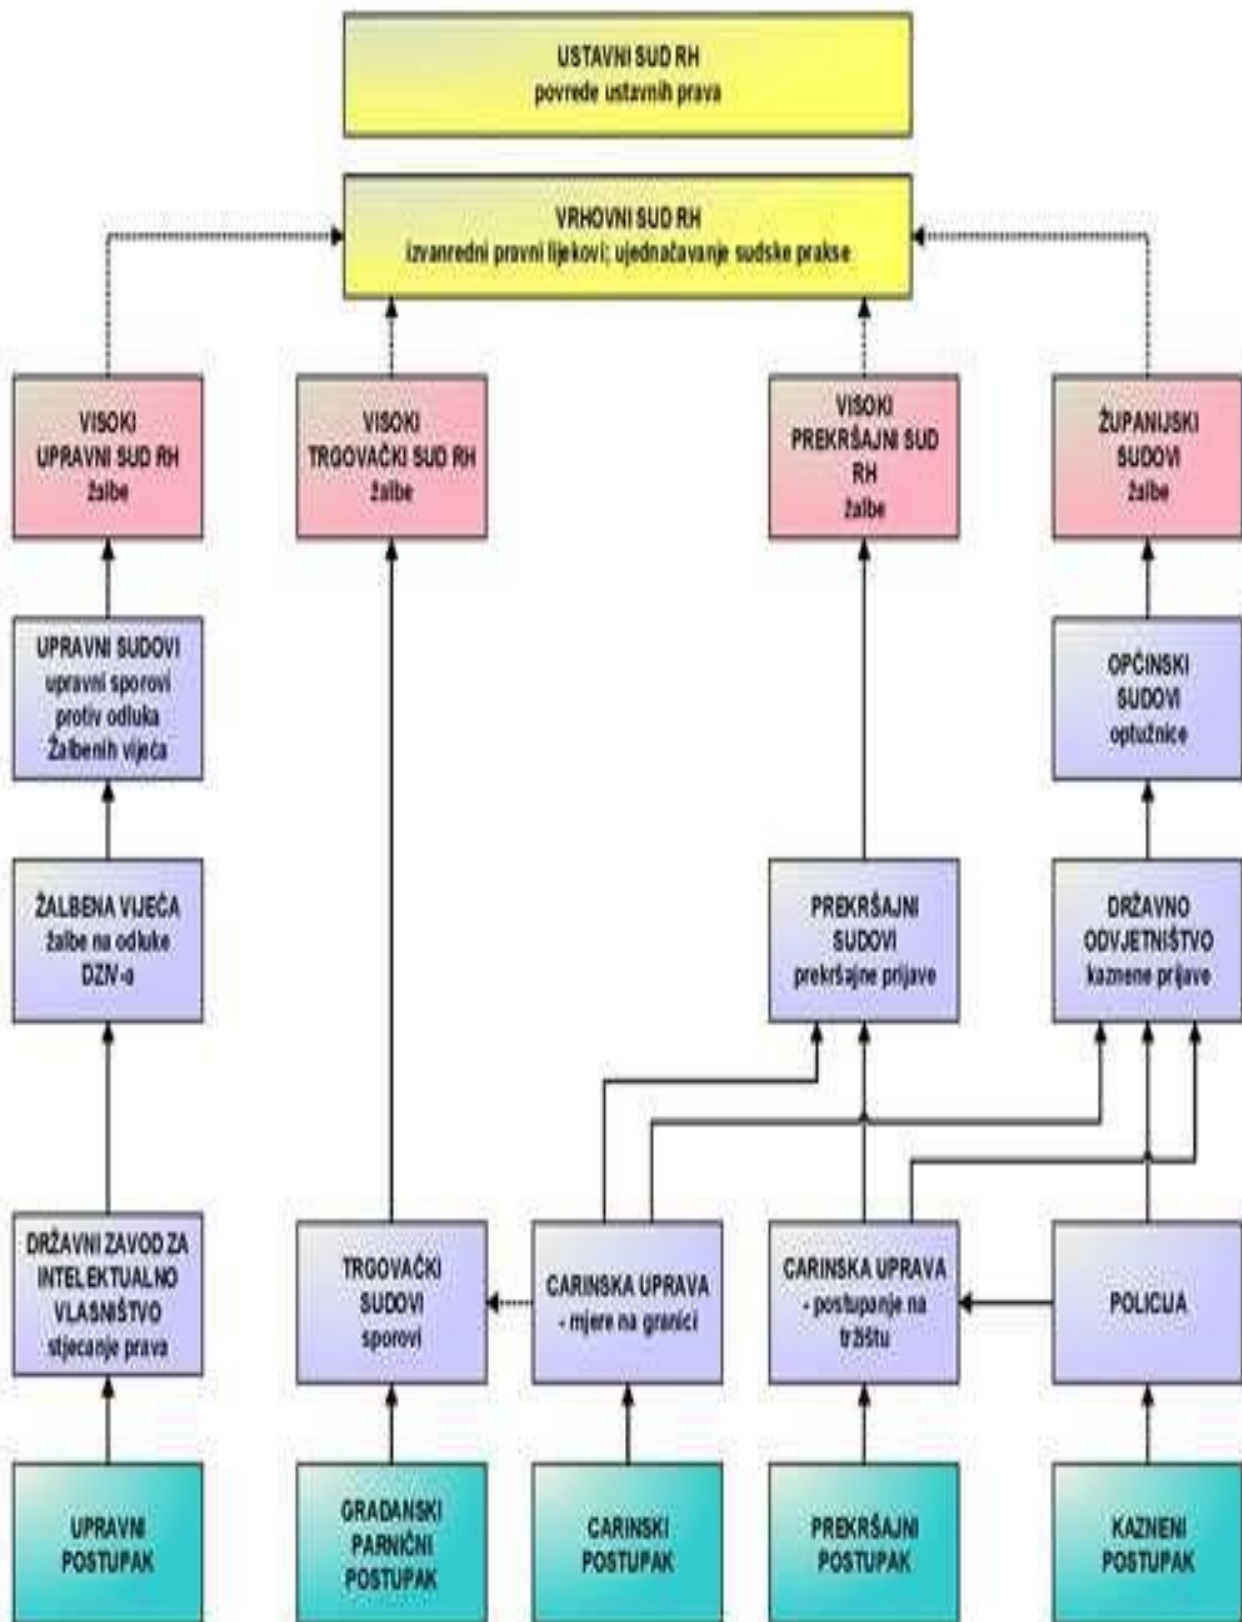 USTAVNI SUD RH
povrede ustavnih prava
VRHOVNI SUD RH
izvanredni pravni lijekovi; ujednačavanje sudske prakse
VISOKI
UPRAVNI SUD RH
žalbe
VISOKI
TRGOVAČKI SUD RH
žalbe
VISOKI
PREKRŠAJNI SUD
RH
žalbe
ŽUPANIJSKI
SUDOVI
žalbe
UPRAVNI SUDOVI
upravni sporovi
protiv odluka
Žalbenih vijeća
OPĆINSKI
SUDOVI
optužnice
ŽALBENA VIJEĆA
žalbe na odluke
DZIV-a
PREKRŠAJNI
SUDOVI
prekršajne prijave
DRŽAVNO
ODVJETNIŠTVO
kaznene prijave
DRŽAVNI ZAVOD ZA
INTELEKTUALNO
VLASNIŠTVO
stjecanje prava
TRGOVAČKI
SUDOVI
sporovi
CARINSKA UPRAVA
- mjere na granici
CARINSKA UPRAVA
- postupanje na
tržištu
POLICIJA
UPRAVNI
POSTUPAK
GRAĐANSKI
PARNIČNI
POSTUPAK
CARINSKI
POSTUPAK
PREKRŠAJNI
POSTUPAK
KAZNENI
POSTUPAK